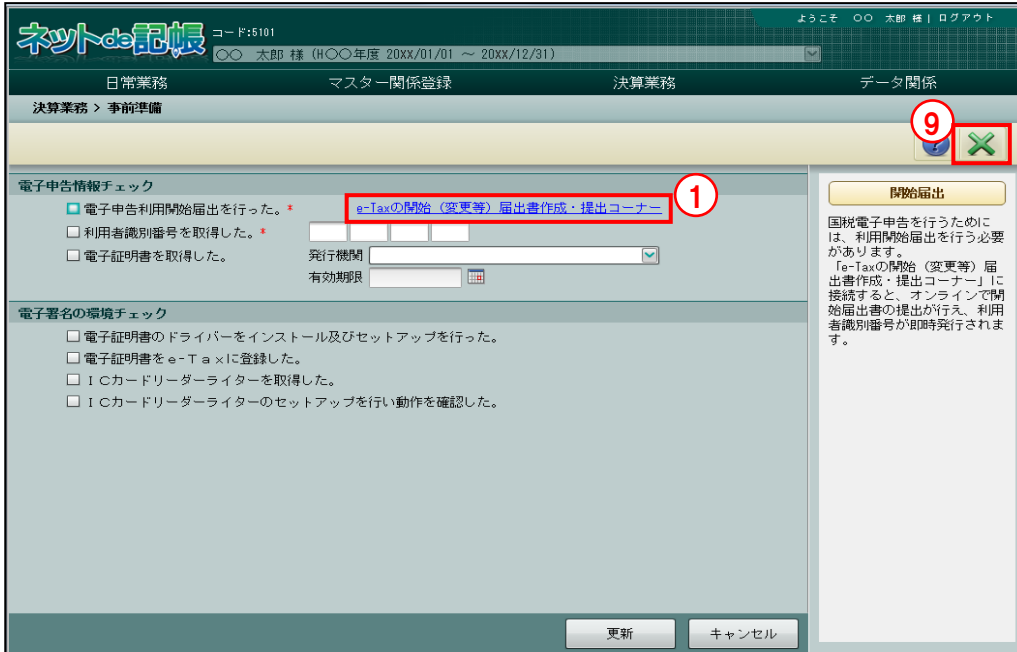 ようこそ 〇〇 太郎 様 | ログアウト
ネットde記帳 コード:5101
〇〇 太郎 様 (H〇〇年度 20XX/01/01 ～ 20XX/12/31)
日常業務 マスター関係登録 決算業務 データ関係
決算業務 > 事前準備
⑨
?
電子申告情報チェック
電子申告利用開始届出を行った。* e-Taxの開始（変更等）届出書作成・提出コーナー ①
利用者識別番号を取得した。*
電子証明書を取得した。 発行機関
有効期限
電子署名の環境チェック
電子証明書のドライバーをインストール及びセットアップを行った。
電子証明書をｅ-Ｔａｘに登録した。
ＩＣカードリーダーライターを取得した。
ＩＣカードリーダーライターのセットアップを行い動作を確認した。
開始届出
国税電子申告を行うために
は、利用開始届出を行う必要
があります。
「e-Taxの開始（変更等）届
出書作成・提出コーナー」に
接続すると、オンラインで開
始届出書の提出が行え、利用
者識別番号が即時発行されま
す。
更新 キャンセル